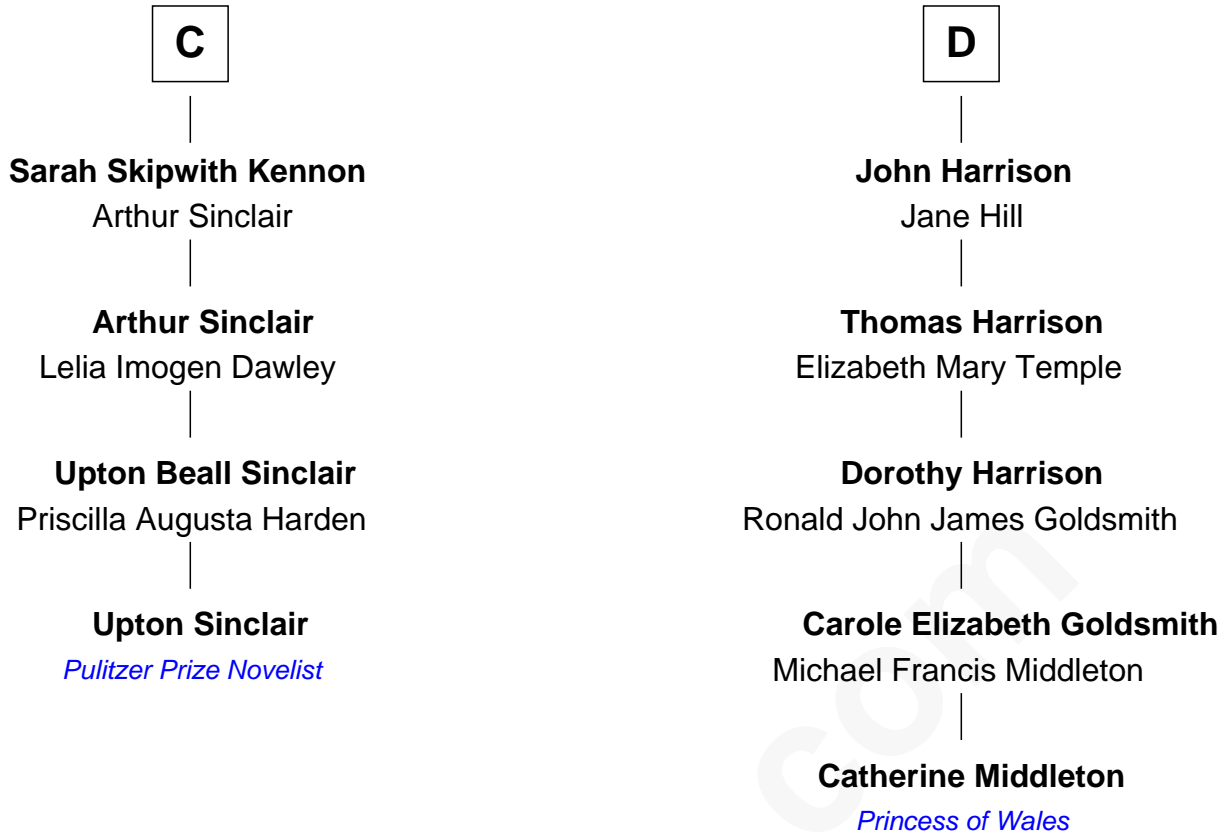 C
Sarah Skipwith Kennon
Arthur Sinclair
Arthur Sinclair
Lelia Imogen Dawley
Upton Beall Sinclair
Priscilla Augusta Harden
Upton Sinclair
Pulitzer Prize Novelist
D
John Harrison
Jane Hill
Thomas Harrison
Elizabeth Mary Temple
Dorothy Harrison
Ronald John James Goldsmith
Carole Elizabeth Goldsmith
Michael Francis Middleton
Catherine Middleton
Princess of Wales
com